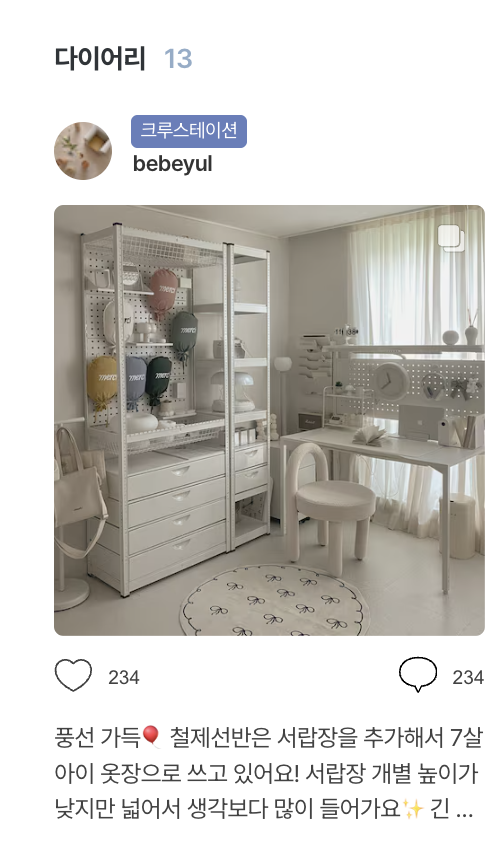 다이어리 13
크루스테이션
bebeyul
234
234
풍선 가득🎈 철제선반은 서랍장을 추가해서 7살
아이 옷장으로 쓰고 있어요! 서랍장 개별 높이가
낮지만 넓어서 생각보다 많이 들어가요✨ 긴 ...